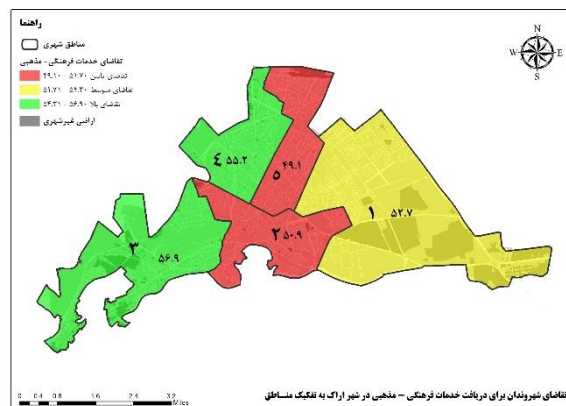 راهنما
مناطق شهری
تقاضای خدمات فرهنگی - مذهبی
تقاضای پایین ۵۱.۷۰ - ۴۹.۱۰
تقاضای متوسط ۵۴.۳۰ - ۵۱.۷۱
تقاضای بالا ۵۶.۹۰ - ۵۴.۳۱
اراضی غیرشهری
N
W E
S
۴ ۵۵.۲
۵ ۴۹.۱
۱ ۵۲.۷
۲ ۵۰.۹
۳ ۵۶.۹
0 0.4 0.8 1.6 2.4 3.2
Miles
تقاضای شهروندان برای دریافت خدمات فرهنگی – مذهبی در شهر اراک به تفکیک منـاطق